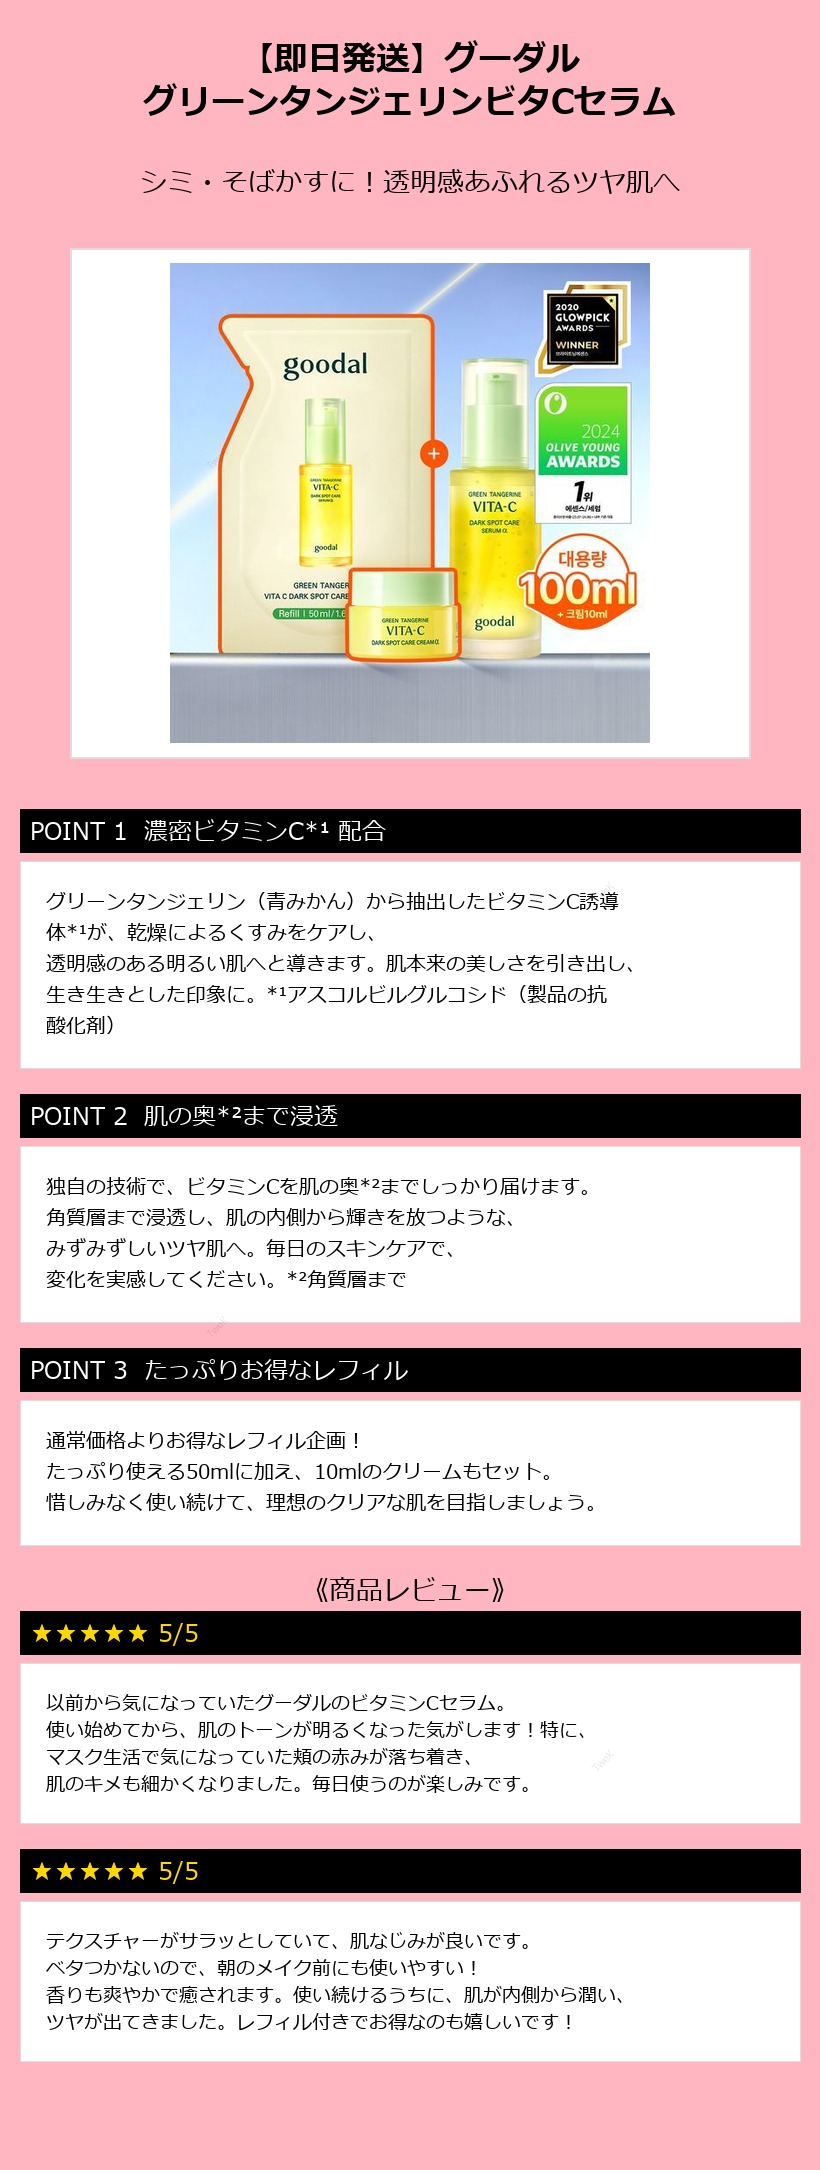 【即日発送】グーダル
グリーンタンジェリンビタCセラム
シミ・そばかすに！透明感あふれるツヤ肌へ
goodal
GREEN TANGERINE
VITA-C
DARK SPOT CARE
SERUM α
goodal
GREEN TANGER
VITA C DARK SPOT CARE
Refill | 50ml/1.6
+
GREEN TANGERINE
VITA-C
DARK SPOT CARE CREAM α
GREEN TANGERINE
VITA-C
DARK SPOT CARE
SERUM α
goodal
2020
GLOWPICK
AWARDS
WINNER
브라이트닝에센스
2024
OLIVE YOUNG
AWARDS
1위
에센스/세럼
대용량
100ml
+ 크림10ml
POINT 1 濃密ビタミンC*¹ 配合
グリーンタンジェリン（青みかん）から抽出したビタミンC誘導
体*¹が、乾燥によるくすみをケアし、
透明感のある明るい肌へと導きます。肌本来の美しさを引き出し、
生き生きとした印象に。*¹アスコルビルグルコシド（製品の抗
酸化剤）
POINT 2 肌の奥*²まで浸透
独自の技術で、ビタミンCを肌の奥*²までしっかり届けます。
角質層まで浸透し、肌の内側から輝きを放つような、
みずみずしいツヤ肌へ。毎日のスキンケアで、
変化を実感してください。*²角質層まで
POINT 3 たっぷりお得なレフィル
通常価格よりお得なレフィル企画！
たっぷり使える50mlに加え、10mlのクリームもセット。
惜しみなく使い続けて、理想のクリアな肌を目指しましょう。
《商品レビュー》
★★★★★ 5/5
以前から気になっていたグーダルのビタミンCセラム。
使い始めてから、肌のトーンが明るくなった気がします！特に、
マスク生活で気になっていた頬の赤みが落ち着き、
肌のキメも細かくなりました。毎日使うのが楽しみです。
★★★★★ 5/5
テクスチャーがサラッとしていて、肌なじみが良いです。
ベタつかないので、朝のメイク前にも使いやすい！
香りも爽やかで癒されます。使い続けるうちに、肌が内側から潤い、
ツヤが出てきました。レフィル付きでお得なのも嬉しいです！